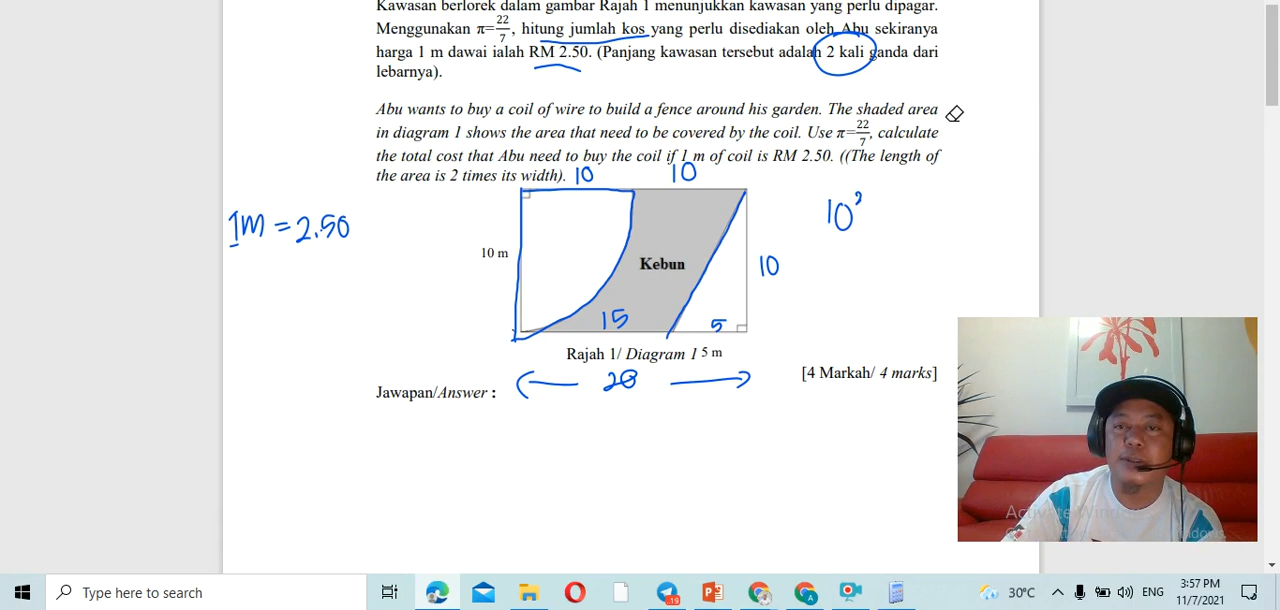 Kawasan berlorek dalam gambar Rajah 1 menunjukkan kawasan yang perlu dipagar.
Menggunakan π=22/7, hitung jumlah kos yang perlu disediakan oleh Abu sekiranya
harga 1 m dawai ialah RM 2.50. (Panjang kawasan tersebut adalah 2 kali ganda dari
lebarnya).
Abu wants to buy a coil of wire to build a fence around his garden. The shaded area
in diagram 1 shows the area that need to be covered by the coil. Use π=22/7, calculate
the total cost that Abu need to buy the coil if 1 m of coil is RM 2.50. ((The length of
the area is 2 times its width).
10 10
1m = 2.50
10²
10 m
Kebun
10
15
5
Rajah 1/ Diagram 1 5 m
20
[4 Markah/ 4 marks]
Jawapan/Answer :
Type here to search
19
30°C
ENG
3:57 PM
11/7/2021